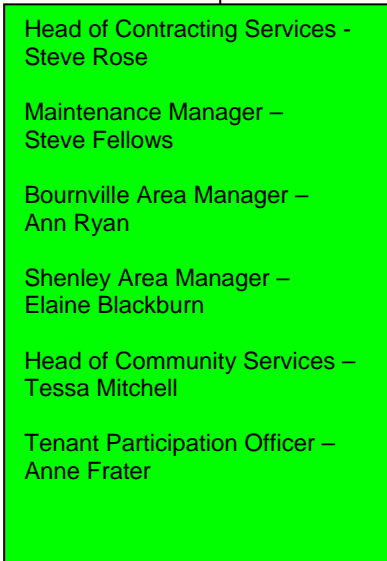 Head of Contracting Services -
Steve Rose
Maintenance Manager –
Steve Fellows
Bournville Area Manager –
Ann Ryan
Shenley Area Manager –
Elaine Blackburn
Head of Community Services –
Tessa Mitchell
Tenant Participation Officer –
Anne Frater